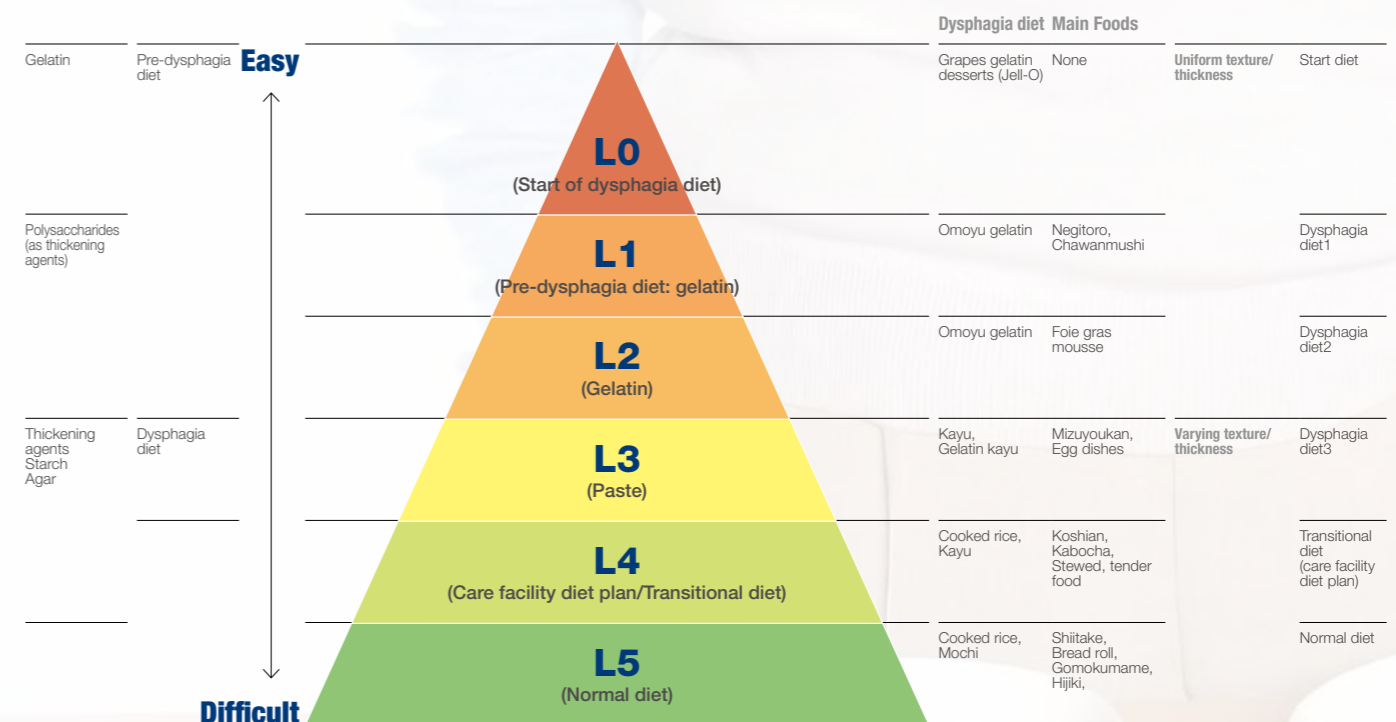 Dysphagia diet Main Foods
Gelatin
Pre-dysphagia
diet
Easy
Grapes gelatin
desserts (Jell-O)
None
Uniform texture/
thickness
Start diet
L0
(Start of dysphagia diet)
Polysaccharides
(as thickening
agents)
L1
(Pre-dysphagia diet: gelatin)
Omoyu gelatin
Negitoro,
Chawanmushi
Dysphagia
diet1
L2
(Gelatin)
Omoyu gelatin
Foie gras
mousse
Dysphagia
diet2
Thickening
agents
Starch
Agar
Dysphagia
diet
L3
(Paste)
Kayu,
Gelatin kayu
Mizuyoukan,
Egg dishes
Varying texture/
thickness
Dysphagia
diet3
L4
(Care facility diet plan/Transitional diet)
Cooked rice,
Kayu
Koshian,
Kabocha,
Stewed, tender
food
Transitional
diet
(care facility
diet plan)
L5
(Normal diet)
Cooked rice,
Mochi
Shiitake,
Bread roll,
Gomokumame,
Hijiki,
Normal diet
Difficult